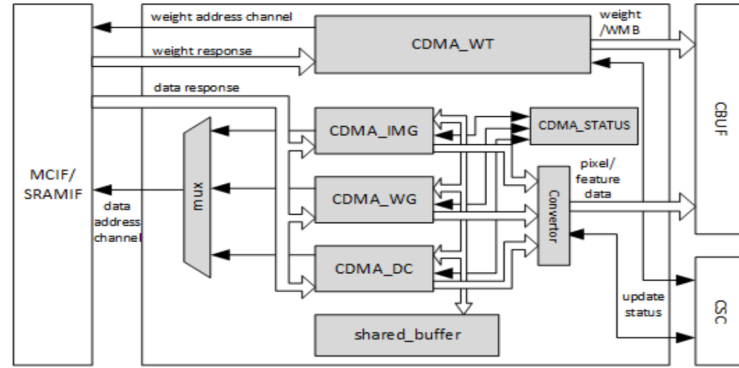 weight address channel
weight response
data response
CDMA_WT
weight
/WMB
CBUF
MCIF/
SRAMIF
data
address
channel
mux
CDMA_IMG
CDMA_WG
CDMA_DC
shared_buffer
CDMA_STATUS
Convertor
pixel/
feature
data
update
status
CSC